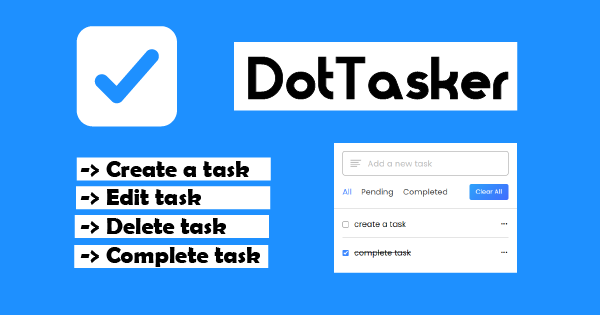 DotTasker
-> Create a task
-> Edit task
-> Delete task
-> Complete task
Add a new task
All Pending Completed Clear All
create a task
complete task